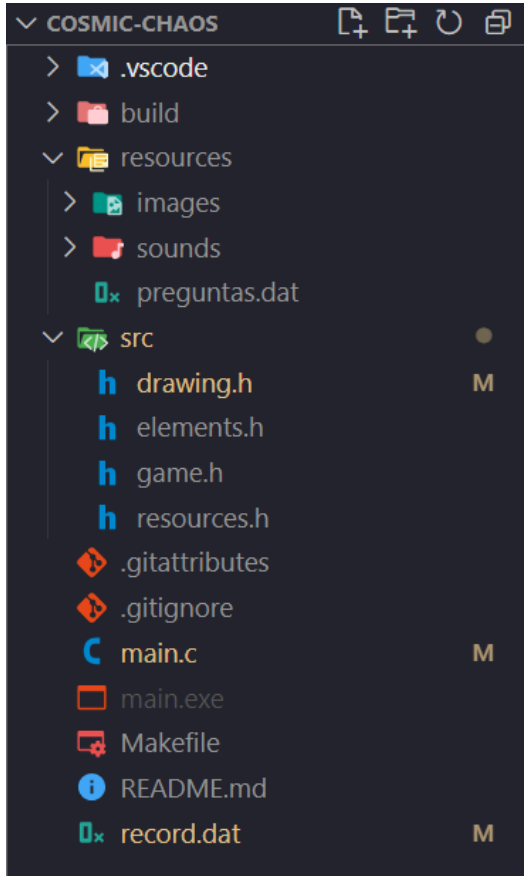 COSMIC-CHAOS
.vscode
build
resources
images
sounds
preguntas.dat
src
drawing.h M
elements.h
game.h
resources.h
.gitattributes
.gitignore
main.c M
main.exe
Makefile
README.md
record.dat M